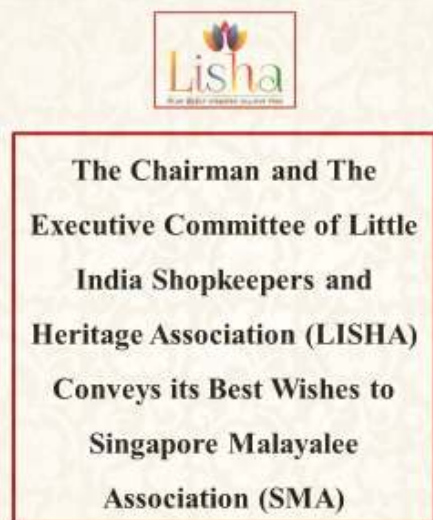 Lisha
The Chairman and The
Executive Committee of Little
India Shopkeepers and
Heritage Association (LISHA)
Conveys its Best Wishes to
Singapore Malayalee
Association (SMA)